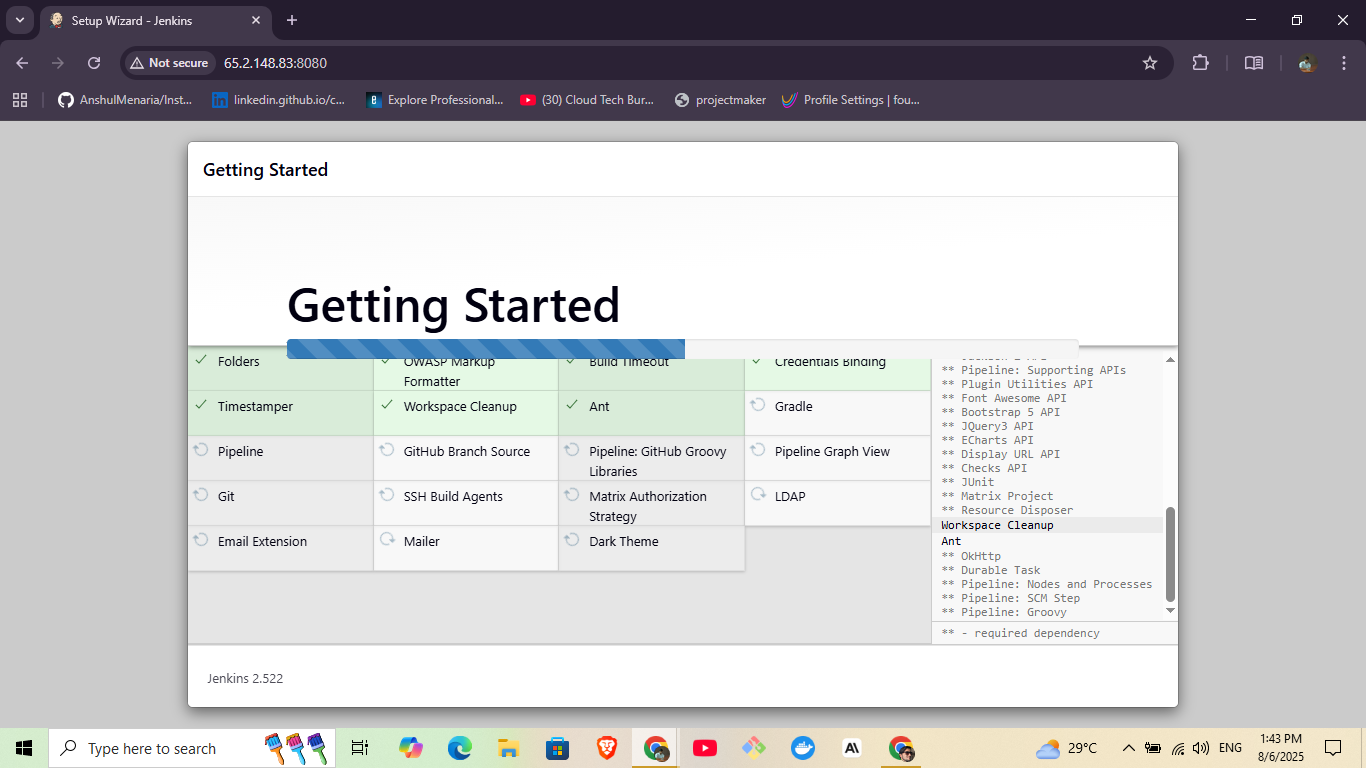 Setup Wizard - Jenkins
Not secure
65.2.148.83:8080
AnshulMenaria/Inst...
linkedin.github.io/c...
Explore Professional...
(30) Cloud Tech Bur...
projectmaker
Profile Settings | fou...
Getting Started
Getting Started
Folders
OWASP Markup
Formatter
Build Timeout
Credentials Binding
Timestamper
Workspace Cleanup
Ant
Gradle
Pipeline
GitHub Branch Source
Pipeline: GitHub Groovy
Libraries
Pipeline Graph View
Git
SSH Build Agents
Matrix Authorization
Strategy
LDAP
Email Extension
Mailer
Dark Theme
** Jackson 2 API
** Pipeline: Supporting APIs
** Plugin Utilities API
** Font Awesome API
** Bootstrap 5 API
** JQuery3 API
** ECharts API
** Display URL API
** Checks API
** JUnit
** Matrix Project
** Resource Disposer
Workspace Cleanup
Ant
** OkHttp
** Durable Task
** Pipeline: Nodes and Processes
** Pipeline: SCM Step
** Pipeline: Groovy
** - required dependency
Jenkins 2.522
Type here to search
29°C
ENG
1:43 PM
8/6/2025